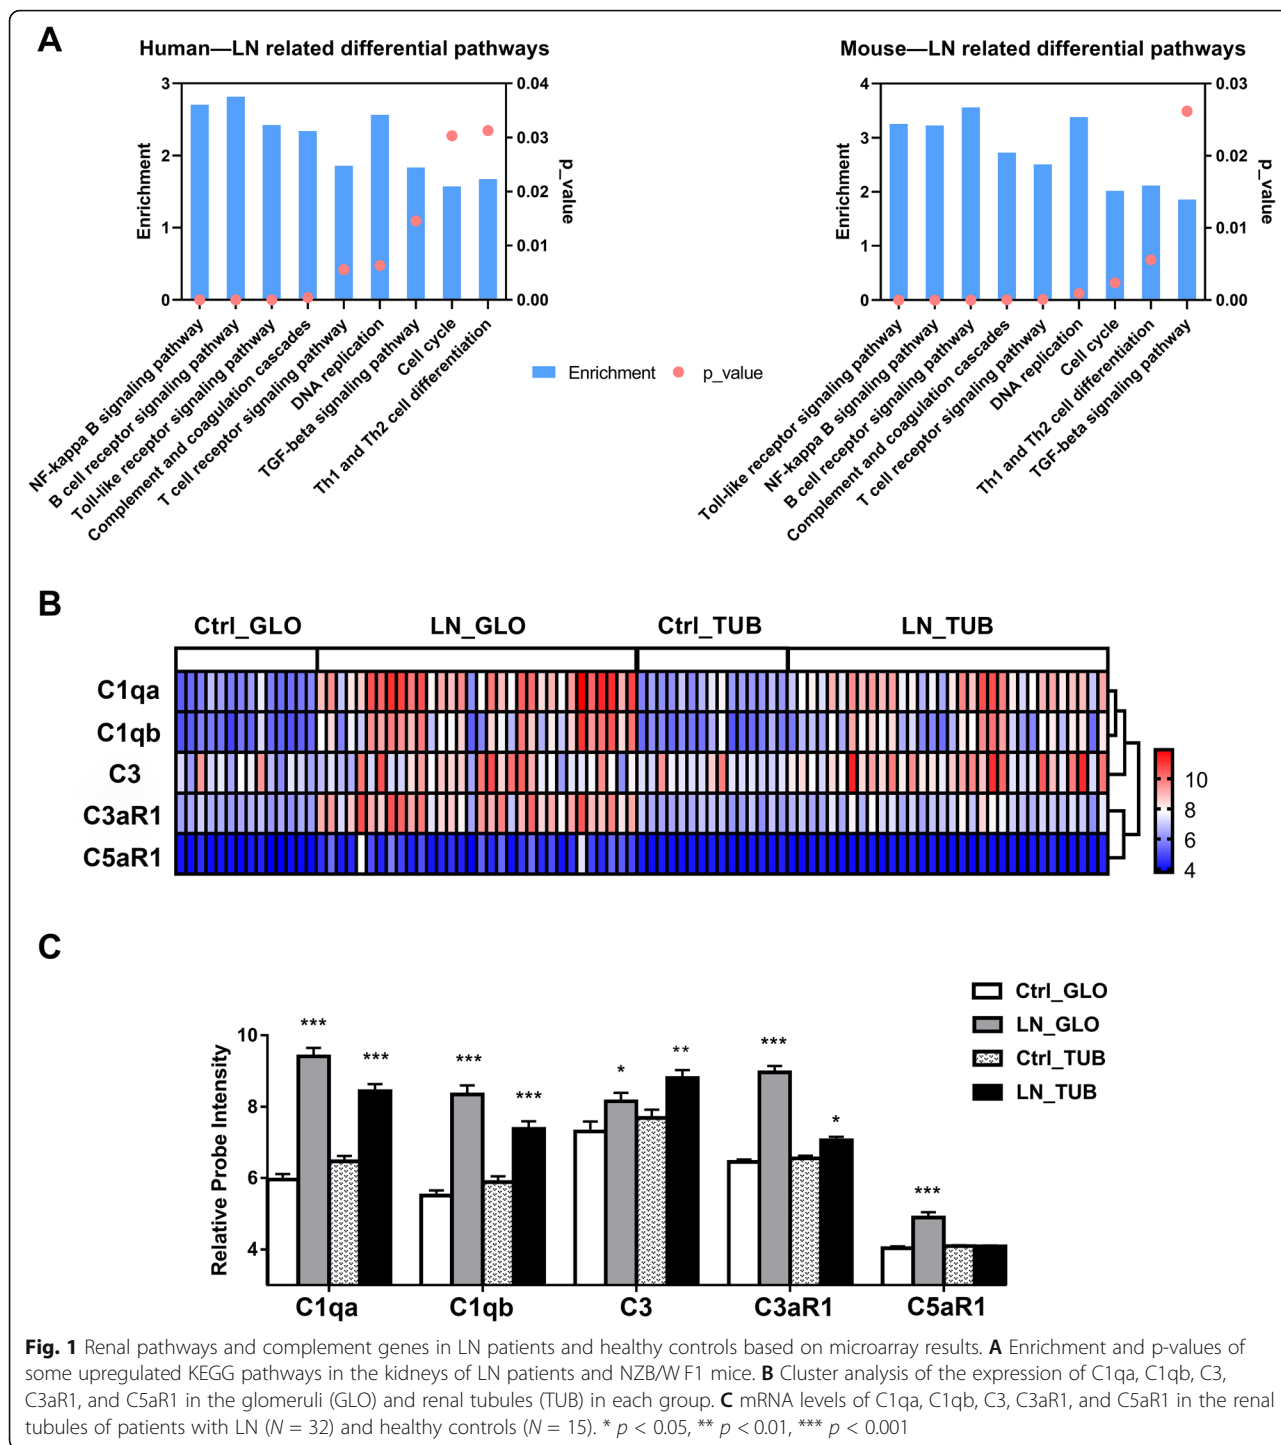 A
Human—LN related differential pathways
Enrichment
3
2
1
0
0.04
0.03
0.02
0.01
0.00
p_value
NF-kappa B signaling pathway
B cell receptor signaling pathway
Toll-like receptor signaling pathway
Complement and coagulation cascades
T cell receptor signaling pathway
DNA replication
TGF-beta signaling pathway
Cell cycle
Th1 and Th2 cell differentiation
Enrichment
p_value
Mouse—LN related differential pathways
Enrichment
4
3
2
1
0
0.03
0.02
0.01
0.00
p_value
Toll-like receptor signaling pathway
NF-kappa B signaling pathway
B cell receptor signaling pathway
Complement and coagulation cascades
T cell receptor signaling pathway
DNA replication
Cell cycle
Th1 and Th2 cell differentiation
TGF-beta signaling pathway
B
Ctrl_GLO LN_GLO Ctrl_TUB LN_TUB
C1qa
C1qb
C3
C3aR1
C5aR1
10
8
6
4
C
Relative Probe Intensity
10
8
6
4
*** *** *** *** * ** *** * ***
C1qa C1qb C3 C3aR1 C5aR1
Ctrl_GLO
LN_GLO
Ctrl_TUB
LN_TUB
Fig. 1 Renal pathways and complement genes in LN patients and healthy controls based on microarray results. A Enrichment and p-values of
some upregulated KEGG pathways in the kidneys of LN patients and NZB/W F1 mice. B Cluster analysis of the expression of C1qa, C1qb, C3,
C3aR1, and C5aR1 in the glomeruli (GLO) and renal tubules (TUB) in each group. C mRNA levels of C1qa, C1qb, C3, C3aR1, and C5aR1 in the renal
tubules of patients with LN (N = 32) and healthy controls (N = 15). * p < 0.05, ** p < 0.01, *** p < 0.001